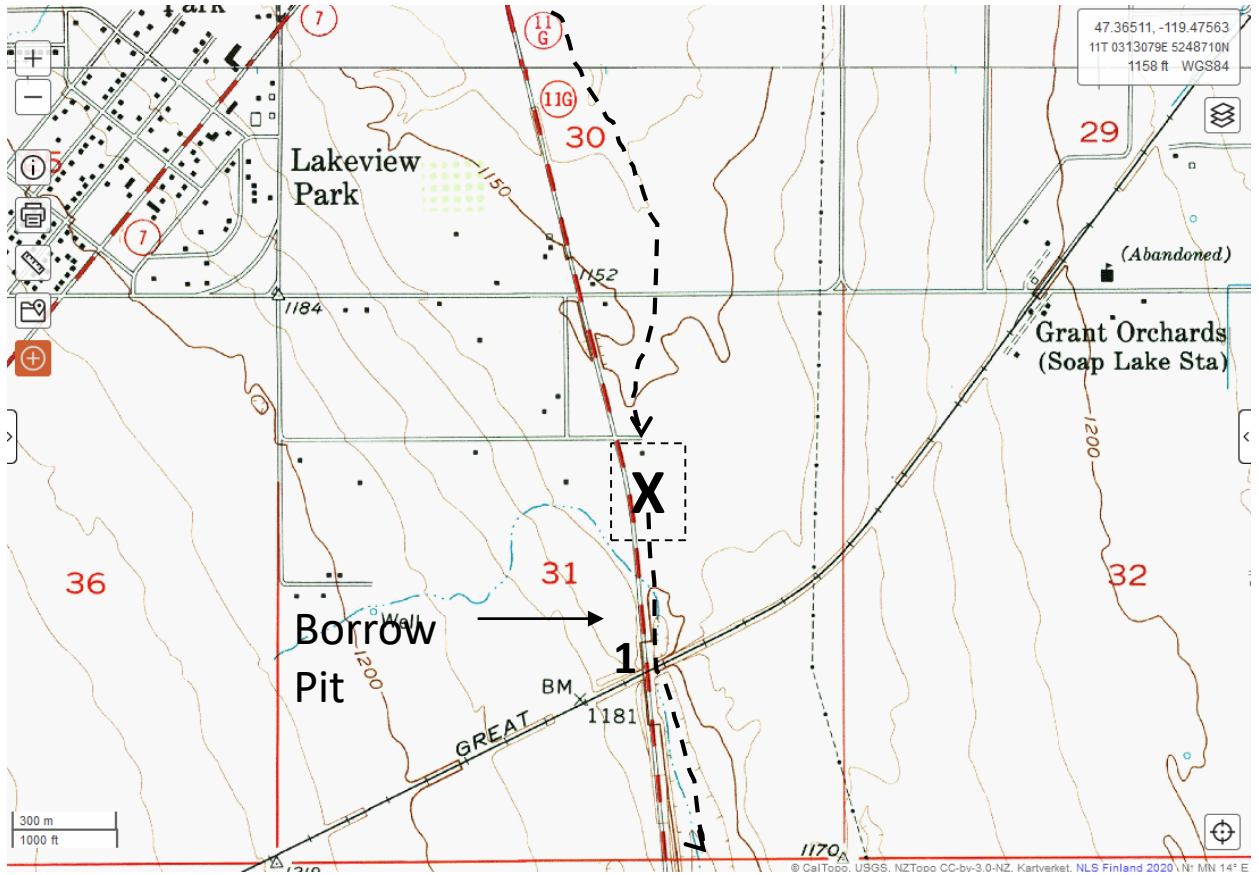 Park
7
11
G
47.36511, -119.47563
11T 0313079E 5248710N
1158 ft WGS84
+
−
11G
30
29
5
i
Lakeview
Park
1150
7
(Abandoned)
1152
1184
Grant Orchards
(Soap Lake Sta)
1200
X
36
31
32
Well
Borrow
Pit
1200
1
BM
1181
GREAT
300 m
1000 ft
1170
1210
© CalTopo, USGS, NZTopo CC-by-3.0-NZ, Kartverket, NLS Finland 2020 \ N↑ MN 14° E